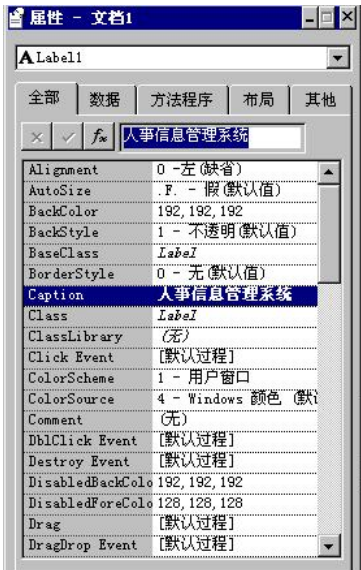 属性 - 文档1
A Label1
全部 数据 方法程序 布局 其他
× ✓ fx 人事信息管理系统
Alignment 0 -左(缺省)
AutoSize .F. - 假(默认值)
BackColor 192,192,192
BackStyle 1 - 不透明(默认值)
BaseClass Label
BorderStyle 0 - 无(默认值)
Caption 人事信息管理系统
Class Label
ClassLibrary (无)
Click Event [默认过程]
ColorScheme 1 - 用户窗口
ColorSource 4 - Windows 颜色 (默
Comment (无)
DblClick Event [默认过程]
Destroy Event [默认过程]
DisabledBackColo 192,192,192
DisabledForeColo 128,128,128
Drag [默认过程]
DragDrop Event [默认过程]